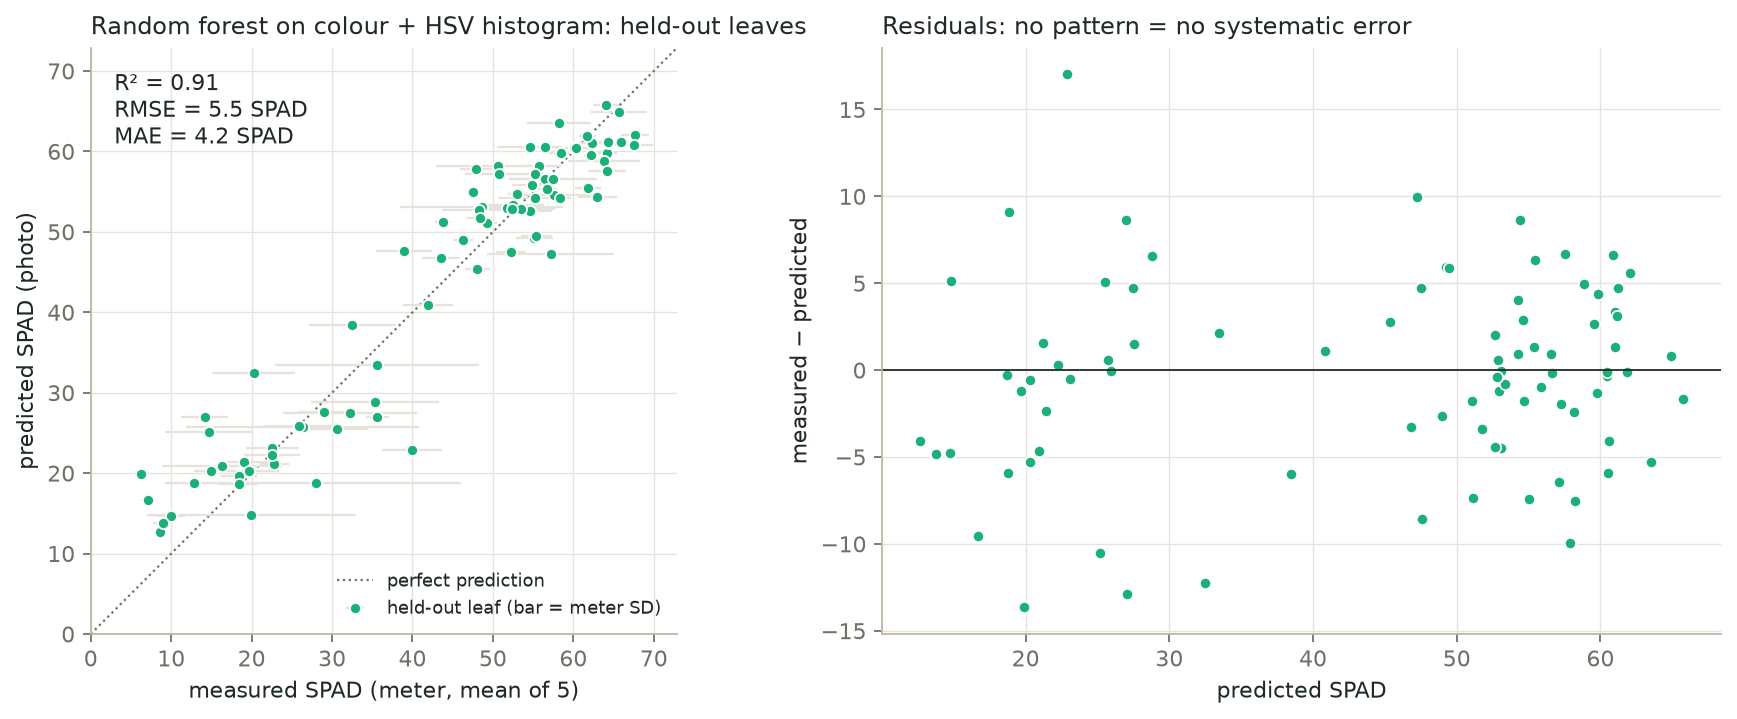 Random forest on colour + HSV histogram: held-out leaves
R² = 0.91
RMSE = 5.5 SPAD
MAE = 4.2 SPAD
predicted SPAD (photo)
70
60
50
40
30
20
10
0
perfect prediction
held-out leaf (bar = meter SD)
0 10 20 30 40 50 60 70
measured SPAD (meter, mean of 5)
Residuals: no pattern = no systematic error
measured − predicted
15
10
5
0
−5
−10
−15
20 30 40 50 60
predicted SPAD